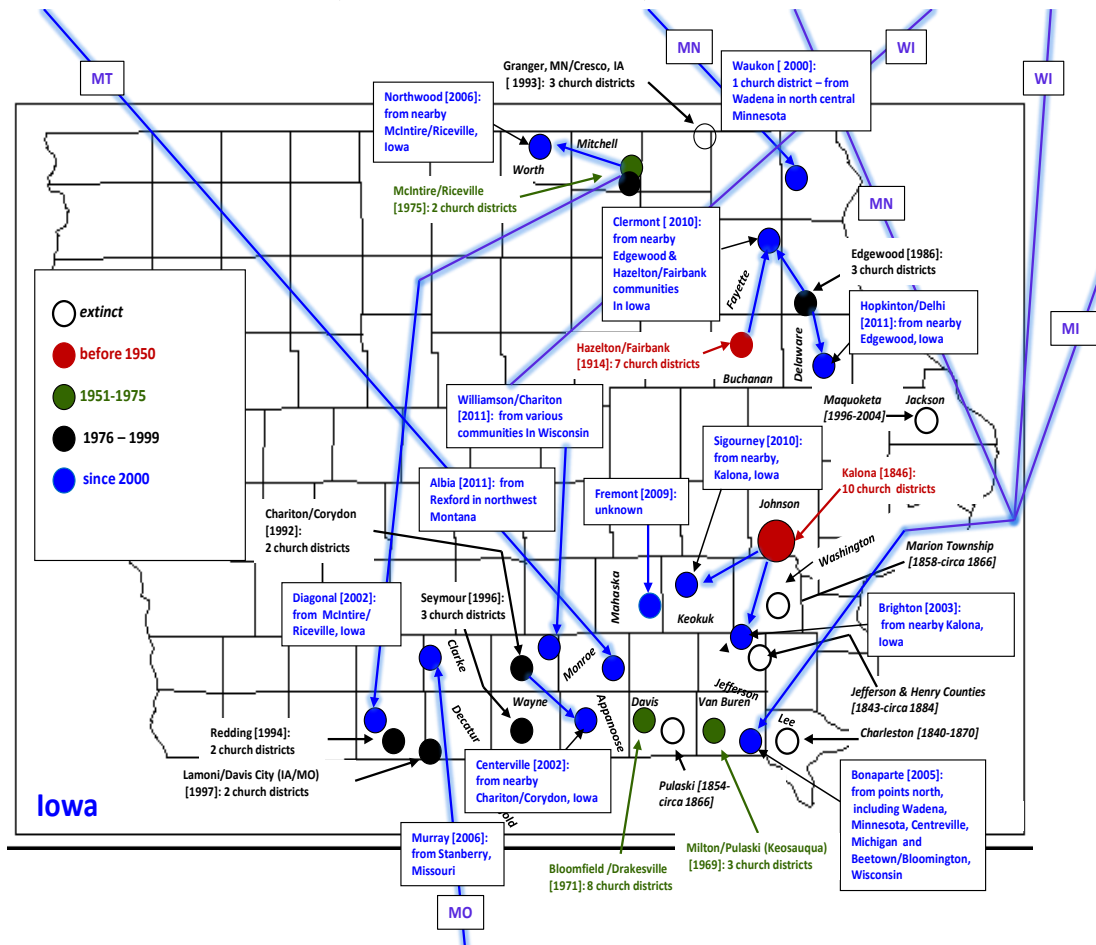 MT
MN
WI
WI
Granger, MN/Cresco, IA
[ 1993]: 3 church districts
Waukon [ 2000]:
1 church district – from
Wadena in north central
Minnesota
Northwood [2006]:
from nearby
McIntire/Riceville,
Iowa
Mitchell
Worth
McIntire/Riceville
[1975]: 2 church districts
MN
Clermont [ 2010]:
from nearby
Edgewood &
Hazelton/Fairbank
communities
In Iowa
Edgewood [1986]:
3 church districts
Fayette
Hopkinton/Delhi
[2011]: from nearby
Edgewood, Iowa
MI
extinct
before 1950
1951-1975
1976 – 1999
since 2000
Hazelton/Fairbank
[1914]: 7 church districts
Delaware
Buchanan
Maquoketa
[1996-2004]
Jackson
Williamson/Chariton
[2011]: from various
communities In Wisconsin
Sigourney [2010]:
from nearby,
Kalona, Iowa
Kalona [1846]:
10 church districts
Albia [2011]: from
Rexford in northwest
Montana
Fremont [2009]:
unknown
Johnson
Chariton/Corydon
[1992]:
2 church districts
Washington
Marion Township
[1858-circa 1866]
Diagonal [2002]:
from McIntire/
Riceville, Iowa
Seymour [1996]:
3 church districts
Mahaska
Keokuk
Brighton [2003]:
from nearby Kalona,
Iowa
Clarke
Monroe
Jefferson
Jefferson & Henry Counties
[1843-circa 1884]
Wayne
Decatur
Appanoose
Davis
Van Buren
Lee
Charleston [1840-1870]
Redding [1994]:
2 church districts
Lamoni/Davis City (IA/MO)
[1997]: 2 church districts
Centerville [2002]:
from nearby
Chariton/Corydon, Iowa
Pulaski [1854-
circa 1866]
Bonaparte [2005]:
from points north,
including Wadena,
Minnesota, Centreville,
Michigan and
Beetown/Bloomington,
Wisconsin
Iowa
old
Murray [2006]:
from Stanberry,
Missouri
Bloomfield /Drakesville
[1971]: 8 church districts
Milton/Pulaski (Keosauqua)
[1969]: 3 church districts
MO